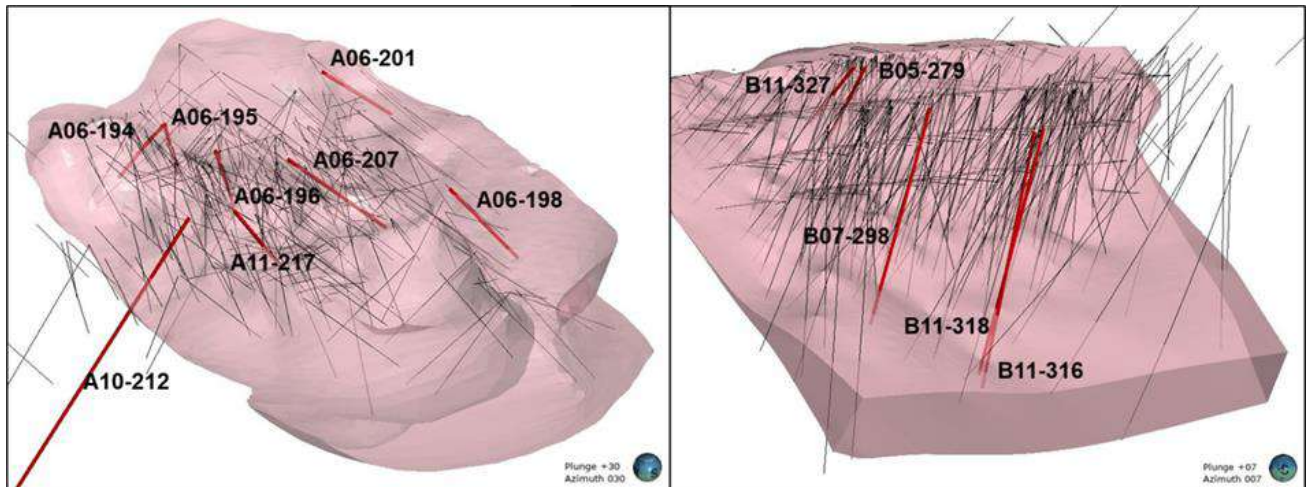 A06-201
A06-194
A06-195
A06-207
A06-196
A06-198
A11-217
A10-212
Plunge +30
Azimuth 030
B11-327
B05-279
B07-298
B11-318
B11-316
Plunge +07
Azimuth 007